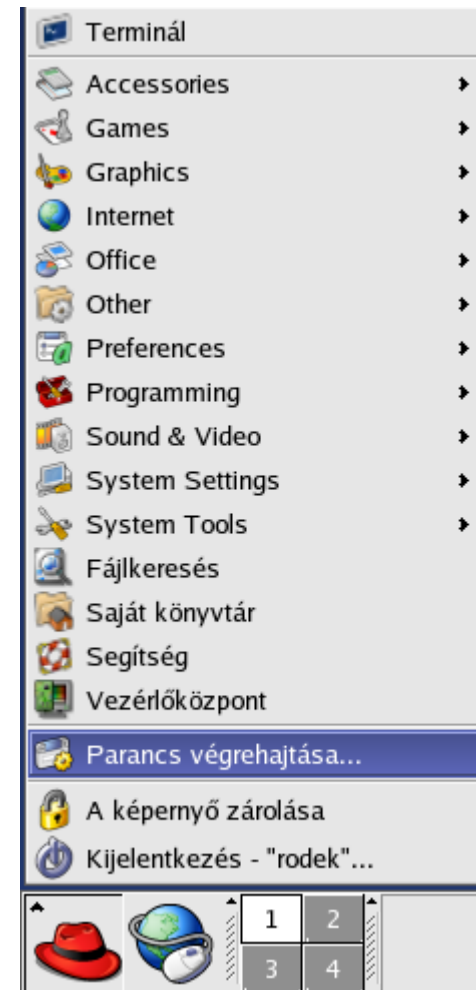 Terminál
Accessories
Games
Graphics
Internet
Office
Other
Preferences
Programming
Sound & Video
System Settings
System Tools
Fájlkeresés
Saját könyvtár
Segítség
Vezérlőközpont
Parancs végrehajtása...
A képernyő zárolása
Kijelentkezés - "rodek"...
1 2
3 4